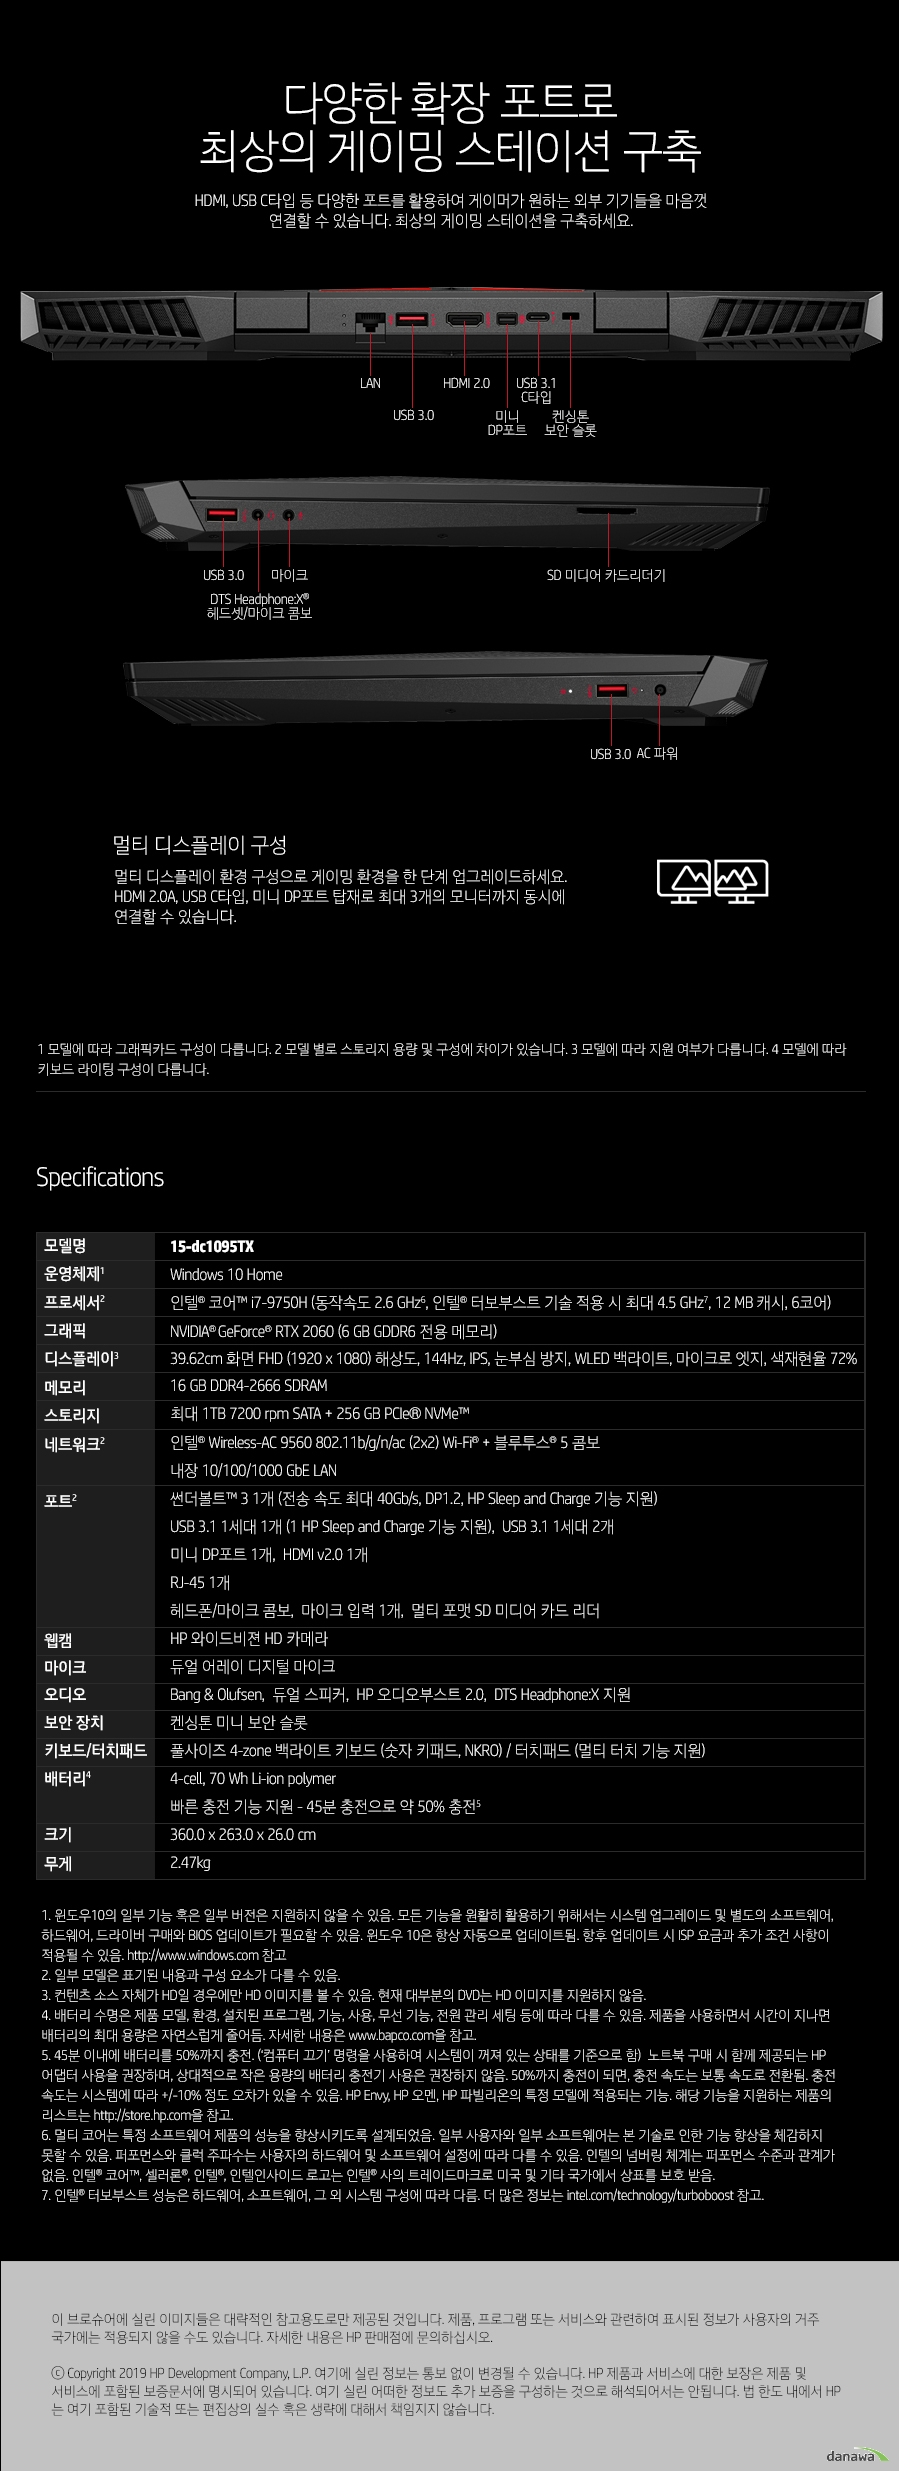 다양한 확장 포트로
최상의 게이밍 스테이션 구축
HDMI, USB C타입 등 다양한 포트를 활용하여 게이머가 원하는 외부 기기들을 마음껏
연결할 수 있습니다. 최상의 게이밍 스테이션을 구축하세요.
LAN
HDMI 2.0
USB 3.1
C타입
USB 3.0
미니
DP포트
켄싱톤
보안 슬롯
USB 3.0
마이크
SD 미디어 카드리더기
DTS Headphone:X®
헤드셋/마이크 콤보
USB 3.0
AC 파워
멀티 디스플레이 구성
멀티 디스플레이 환경 구성으로 게이밍 환경을 한 단계 업그레이드하세요.
HDMI 2.0A, USB C타입, 미니 DP포트 탑재로 최대 3개의 모니터까지 동시에
연결할 수 있습니다.
1 모델에 따라 그래픽카드 구성이 다릅니다. 2 모델 별로 스토리지 용량 및 구성에 차이가 있습니다. 3 모델에 따라 지원 여부가 다릅니다. 4 모델에 따라
키보드 라이팅 구성이 다릅니다.
Specifications
모델명 15-dc1095TX
운영체제1 Windows 10 Home
프로세서2 인텔® 코어™ i7-9750H (동작속도 2.6 GHz6, 인텔® 터보부스트 기술 적용 시 최대 4.5 GHz7, 12 MB 캐시, 6코어)
그래픽 NVIDIA® GeForce® RTX 2060 (6 GB GDDR6 전용 메모리)
디스플레이3 39.62cm 화면 FHD (1920 x 1080) 해상도, 144Hz, IPS, 눈부심 방지, WLED 백라이트, 마이크로 엣지, 색재현율 72%
메모리 16 GB DDR4-2666 SDRAM
스토리지 최대 1TB 7200 rpm SATA + 256 GB PCIe® NVMe™
네트워크2 인텔® Wireless-AC 9560 802.11b/g/n/ac (2x2) Wi-Fi® + 블루투스® 5 콤보
내장 10/100/1000 GbE LAN
포트2 썬더볼트™ 3 1개 (전송 속도 최대 40Gb/s, DP1.2, HP Sleep and Charge 기능 지원)
USB 3.1 1세대 1개 (1 HP Sleep and Charge 기능 지원), USB 3.1 1세대 2개
미니 DP포트 1개, HDMI v2.0 1개
RJ-45 1개
헤드폰/마이크 콤보, 마이크 입력 1개, 멀티 포맷 SD 미디어 카드 리더
웹캠 HP 와이드비젼 HD 카메라
마이크 듀얼 어레이 디지털 마이크
오디오 Bang & Olufsen, 듀얼 스피커, HP 오디오부스트 2.0, DTS Headphone:X 지원
보안 장치 켄싱톤 미니 보안 슬롯
키보드/터치패드 풀사이즈 4-zone 백라이트 키보드 (숫자 키패드, NKRO) / 터치패드 (멀티 터치 기능 지원)
배터리4 4-cell, 70 Wh Li-ion polymer
빠른 충전 기능 지원 - 45분 충전으로 약 50% 충전5
크기 360.0 x 263.0 x 26.0 cm
무게 2.47kg
1. 윈도우10의 일부 기능 혹은 일부 버전은 지원하지 않을 수 있음. 모든 기능을 원활히 활용하기 위해서는 시스템 업그레이드 및 별도의 소프트웨어,
하드웨어, 드라이버 구매와 BIOS 업데이트가 필요할 수 있음. 윈도우 10은 항상 자동으로 업데이트됨. 향후 업데이트 시 ISP 요금과 추가 조건 사항이
적용될 수 있음. http://www.windows.com 참고
2. 일부 모델은 표기된 내용과 구성 요소가 다를 수 있음.
3. 컨텐츠 소스 자체가 HD일 경우에만 HD 이미지를 볼 수 있음. 현재 대부분의 DVD는 HD 이미지를 지원하지 않음.
4. 배터리 수명은 제품 모델, 환경, 설치된 프로그램, 기능, 사용, 무선 기능, 전원 관리 세팅 등에 따라 다를 수 있음. 제품을 사용하면서 시간이 지나면
배터리의 최대 용량은 자연스럽게 줄어듬. 자세한 내용은 www.bapco.com을 참고.
5. 45분 이내에 배터리를 50%까지 충전. ('컴퓨터 끄기' 명령을 사용하여 시스템이 꺼져 있는 상태를 기준으로 함) 노트북 구매 시 함께 제공되는 HP
어댑터 사용을 권장하며, 상대적으로 작은 용량의 배터리 충전기 사용은 권장하지 않음. 50%까지 충전이 되면, 충전 속도는 보통 속도로 전환됨. 충전
속도는 시스템에 따라 +/-10% 정도 오차가 있을 수 있음. HP Envy, HP 오멘, HP 파빌리온의 특정 모델에 적용되는 기능. 해당 기능을 지원하는 제품의
리스트는 http://store.hp.com을 참고.
6. 멀티 코어는 특정 소프트웨어 제품의 성능을 향상시키도록 설계되었음. 일부 사용자와 일부 소프트웨어는 본 기술로 인한 기능 향상을 체감하지
못할 수 있음. 퍼포먼스와 클럭 주파수는 사용자의 하드웨어 및 소프트웨어 설정에 따라 다를 수 있음. 인텔의 넘버링 체계는 퍼포먼스 수준과 관계가
없음. 인텔® 코어™, 셀러론®, 인텔®, 인텔인사이드 로고는 인텔® 사의 트레이드마크로 미국 및 기타 국가에서 상표를 보호 받음.
7. 인텔® 터보부스트 성능은 하드웨어, 소프트웨어, 그 외 시스템 구성에 따라 다름. 더 많은 정보는 intel.com/technology/turboboost 참고.
이 브로슈어에 실린 이미지들은 대략적인 참고용도로만 제공된 것입니다. 제품, 프로그램 또는 서비스와 관련하여 표시된 정보가 사용자의 거주
국가에는 적용되지 않을 수도 있습니다. 자세한 내용은 HP 판매점에 문의하십시오.
ⓒ Copyright 2019 HP Development Company, L.P. 여기에 실린 정보는 통보 없이 변경될 수 있습니다. HP 제품과 서비스에 대한 보장은 제품 및
서비스에 포함된 보증문서에 명시되어 있습니다. 여기 실린 어떠한 정보도 추가 보증을 구성하는 것으로 해석되어서는 안됩니다. 법 한도 내에서 HP
는 여기 포함된 기술적 또는 편집상의 실수 혹은 생략에 대해서 책임지지 않습니다.
danawa